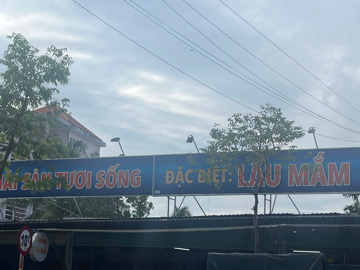 HẢI SẢN TƯƠI SỐNG ĐẶC BIỆT: LẨU MẮM